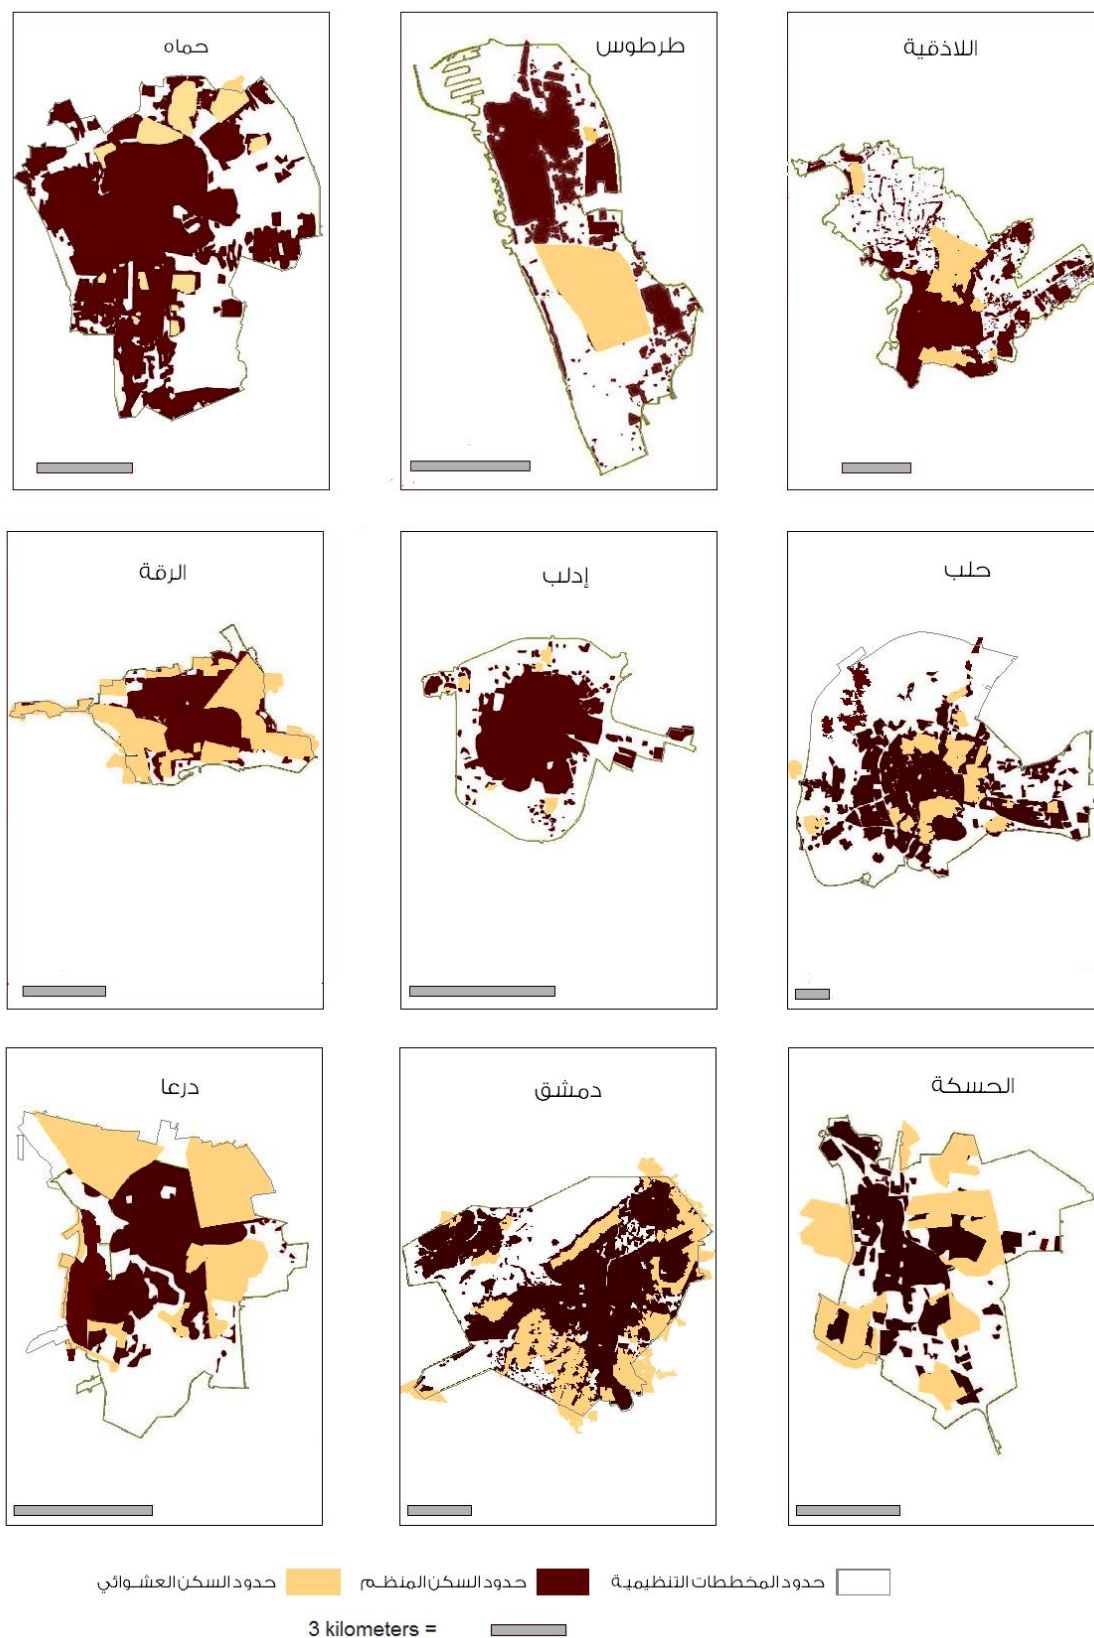 اللاذقية
طرطوس
حماه
حلب
إدلب
الرقة
الحسكة
دمشق
درعا
حدود المخططات التنظيمية
حدود السكن المنظم
حدود السكن العشوائي
3 kilometers =